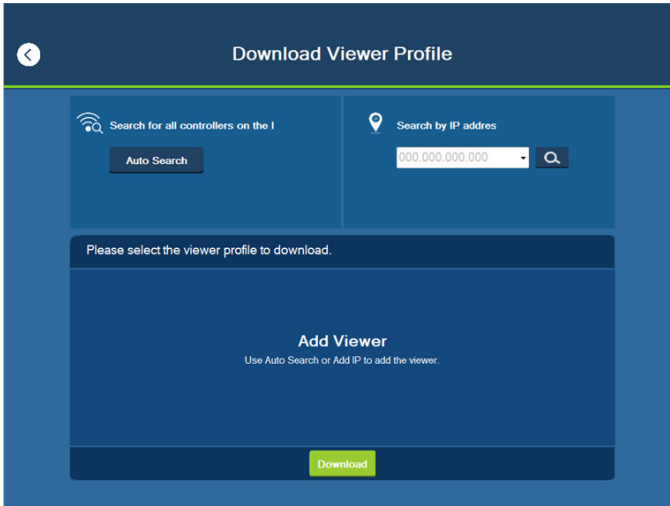 Download Viewer Profile
Search for all controllers on the l
Auto Search
Search by IP addres
000.000.000.000
Please select the viewer profile to download.
Add Viewer
Use Auto Search or Add IP to add the viewer.
Download